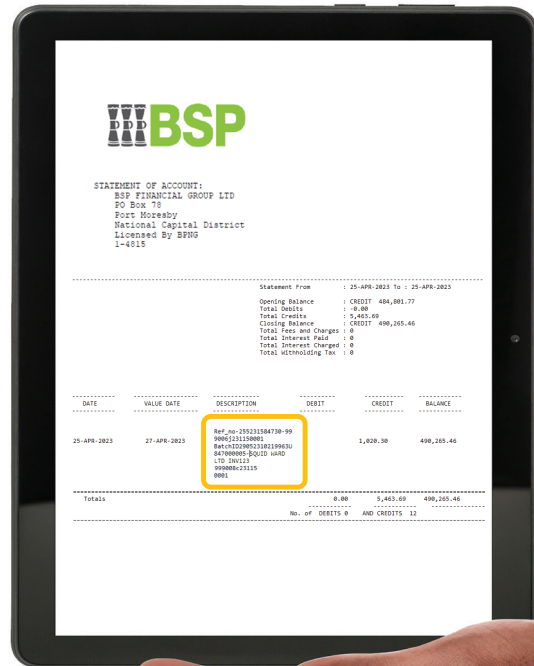 BSP
STATEMENT OF ACCOUNT:
BSP FINANCIAL GROUP LTD
PO Box 78
Port Moresby
National Capital District
Licensed By BPNG
1-4815
Statement From : 25-APR-2023 To : 25-APR-2023
Opening Balance : CREDIT 484,801.77
Total Debits : -0.00
Total Credits : 5,463.69
Closing Balance : CREDIT 490,265.46
Total Fees and Charges : 0
Total Interest Paid : 0
Total Interest Charged : 0
Total Withholding Tax : 0
DATE VALUE DATE DESCRIPTION DEBIT CREDIT BALANCE
Ref_no-255231584730-99
9006j231150001
25-APR-2023 27-APR-2023 BatchID29052310219963U 1,020.30 490,265.46
847000005-SQUID WARD
LTD INV123
999008c23115
0001
Totals 0.00 5,463.69 490,265.46
No. of DEBITS 0 AND CREDITS 12